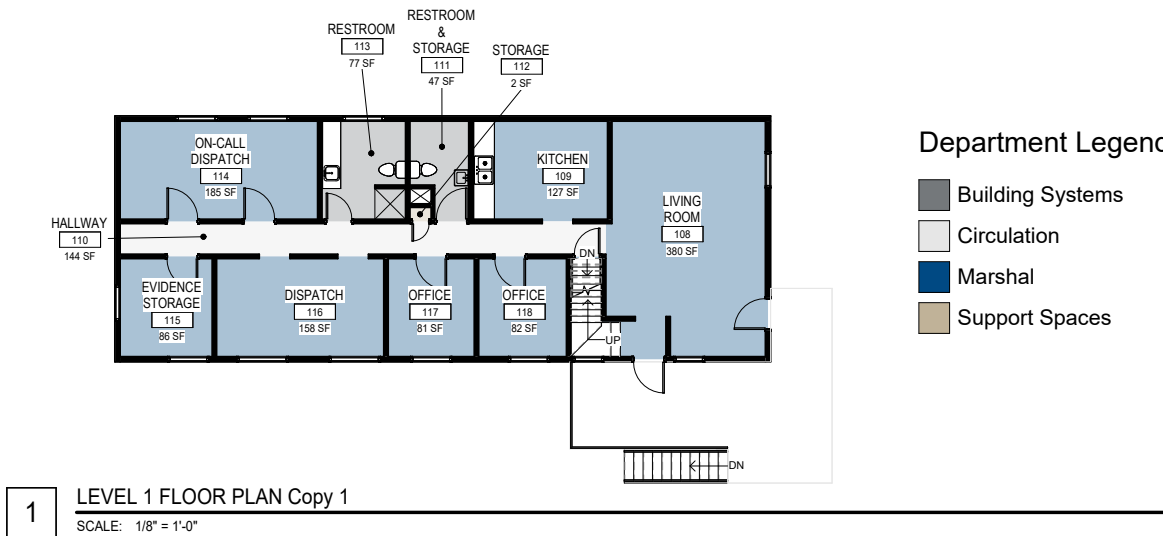 RESTROOM
113
77 SF
RESTROOM
&
STORAGE
111
47 SF
STORAGE
112
2 SF
ON-CALL
DISPATCH
114
185 SF
KITCHEN
109
127 SF
LIVING
ROOM
108
380 SF
HALLWAY
110
144 SF
EVIDENCE
STORAGE
115
86 SF
DISPATCH
116
158 SF
OFFICE
117
81 SF
OFFICE
118
82 SF
DN
UP
DN
Department Legend
Building Systems
Circulation
Marshal
Support Spaces
1
LEVEL 1 FLOOR PLAN Copy 1
SCALE: 1/8" = 1'-0"